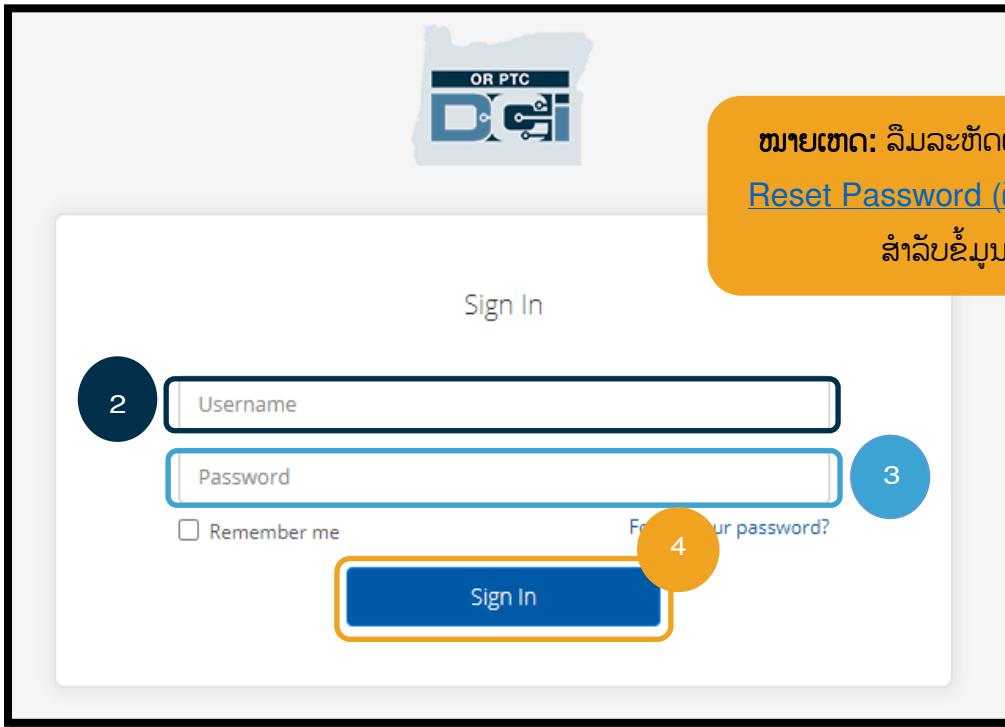 OR PTC
DCi
ໝາຍເຫດ: ລືມລະຫັດ
Reset Password
ສຳລັບຂໍ້ມູນ
Sign In
2
Username
Password
3
Remember me
ur password?
4
Sign In